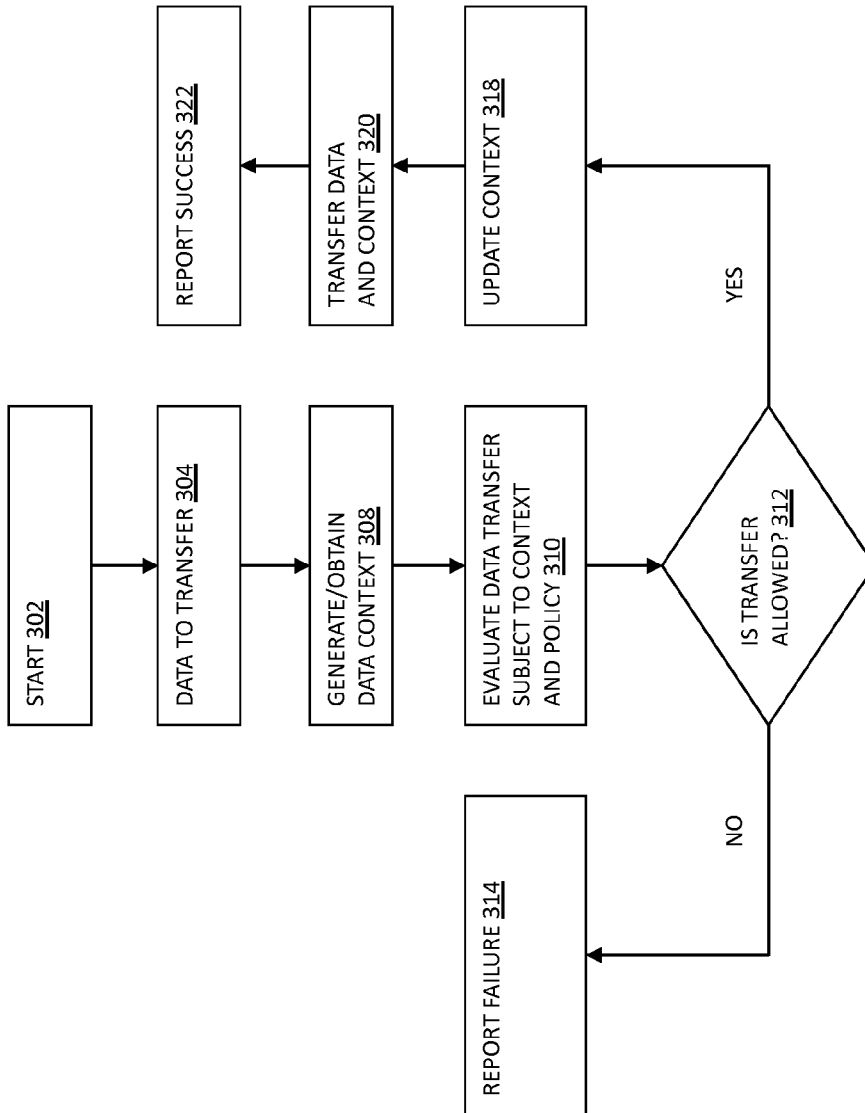 START 302
DATA TO TRANSFER 304
GENERATE/OBTAIN
DATA CONTEXT 308
EVALUATE DATA TRANSFER
SUBJECT TO CONTEXT
AND POLICY 310
IS TRANSFER
ALLOWED? 312
NO
REPORT FAILURE 314
YES
UPDATE CONTEXT 318
TRANSFER DATA
AND CONTEXT 320
REPORT SUCCESS 322